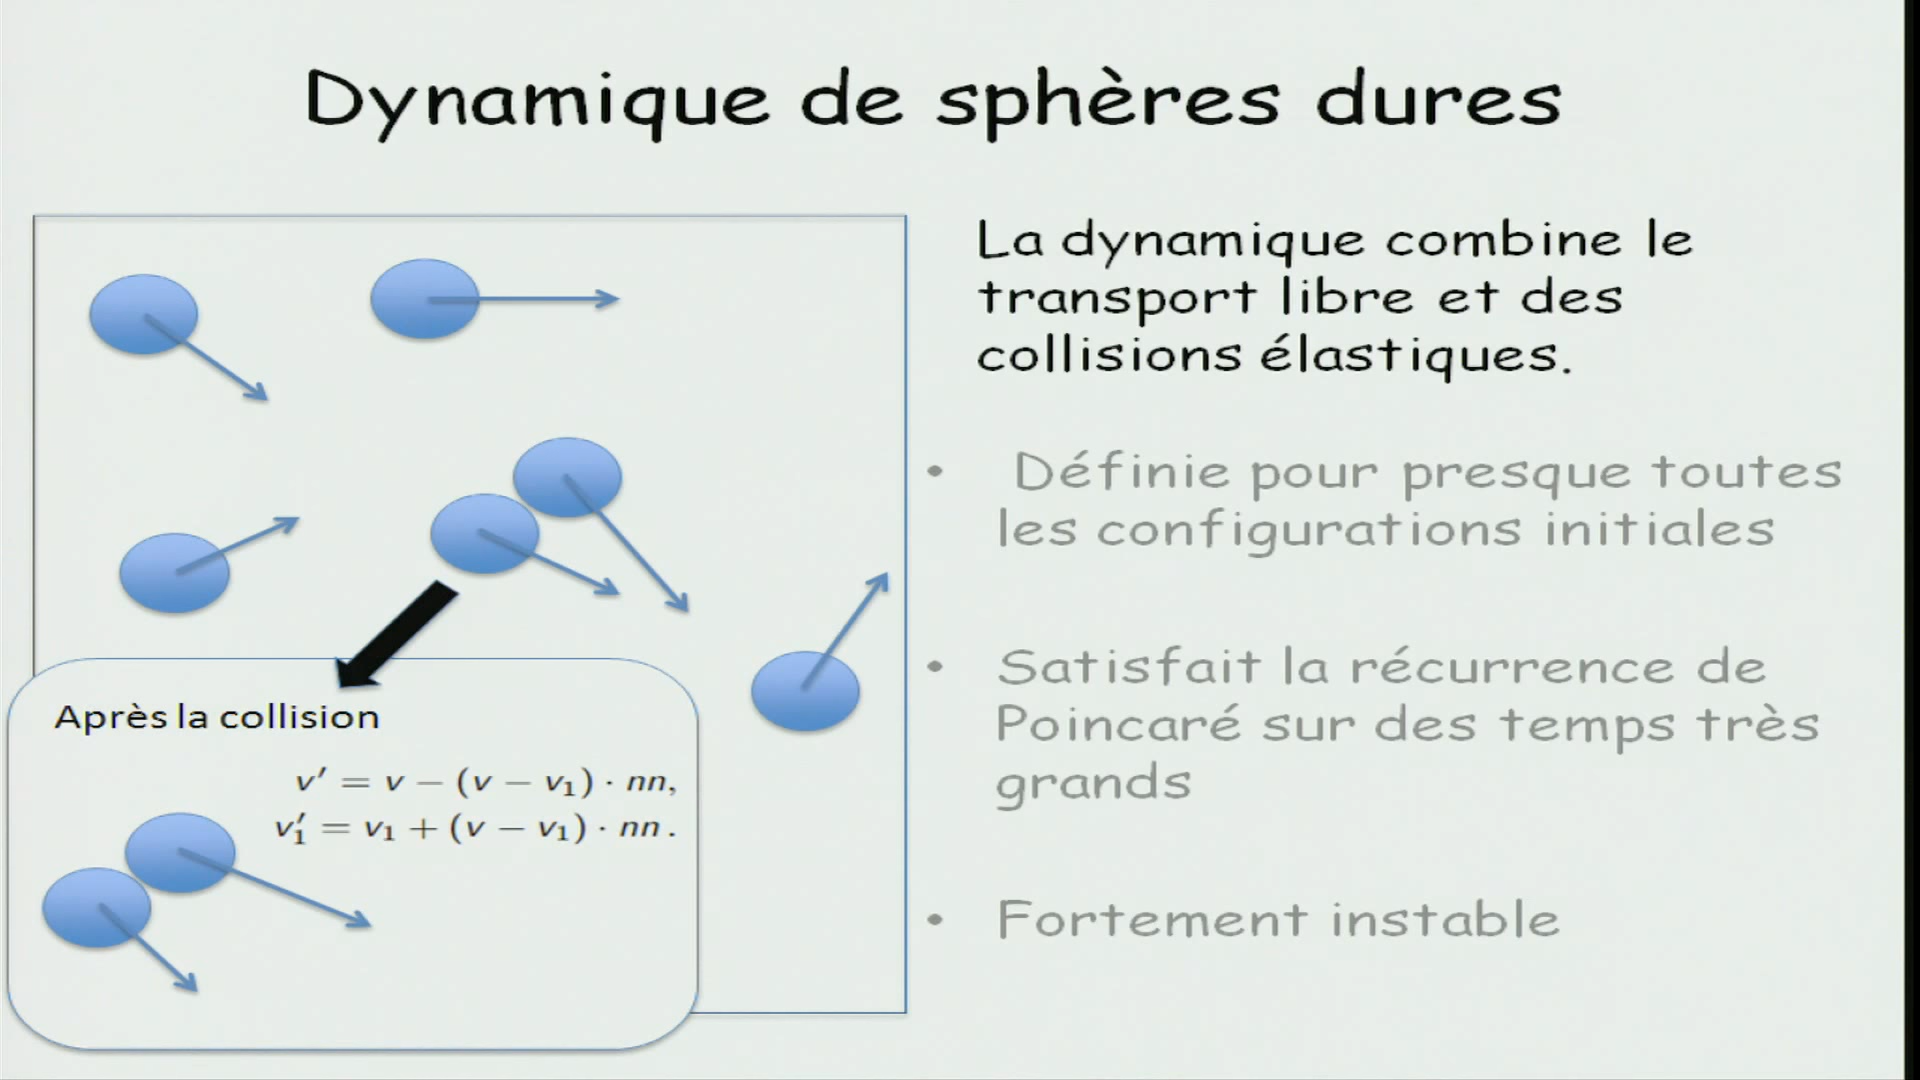 Dynamique de sphères dures
La dynamique combine le
transport libre et des
collisions élastiques.
• Définie pour presque toutes
les configurations initiales
• Satisfait la récurrence de
Poincaré sur des temps très
grands
• Fortement instable
Après la collision
v′ = v − (v − v₁) · nn,
v₁′ = v₁ + (v − v₁) · nn .